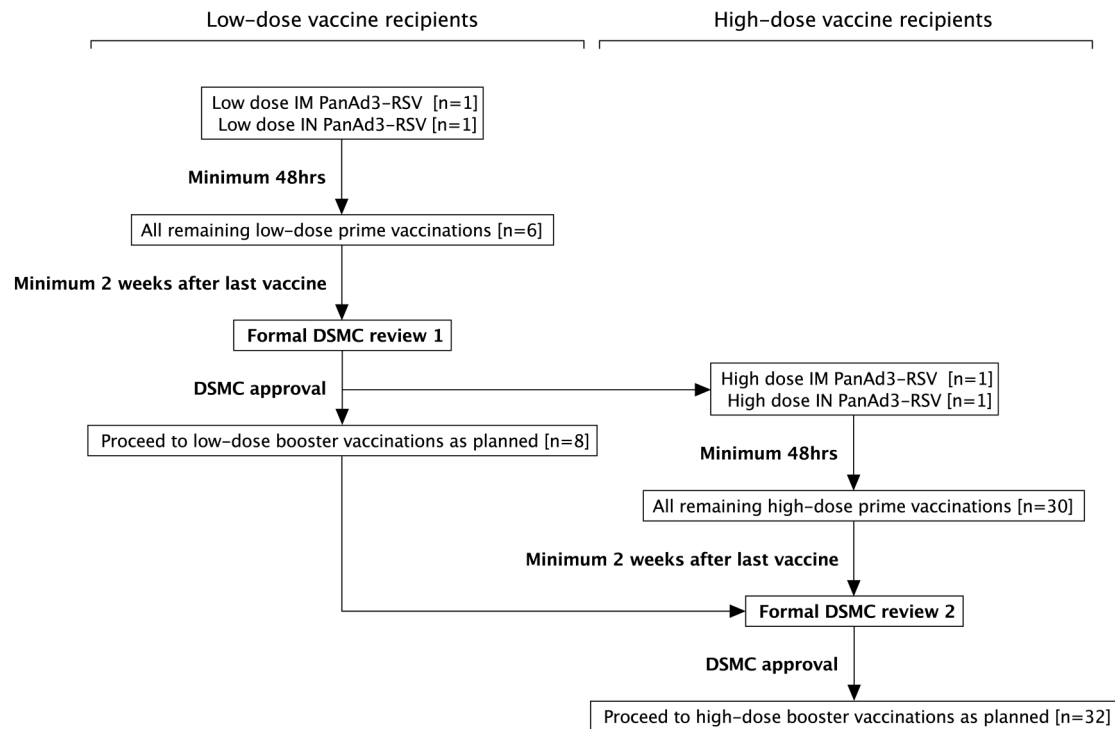 Low-dose vaccine recipients
High-dose vaccine recipients
Low dose IM PanAd3-RSV [n=1]
Low dose IN PanAd3-RSV [n=1]
Minimum 48hrs
All remaining low-dose prime vaccinations [n=6]
Minimum 2 weeks after last vaccine
Formal DSMC review 1
DSMC approval
High dose IM PanAd3-RSV [n=1]
High dose IN PanAd3-RSV [n=1]
Proceed to low-dose booster vaccinations as planned [n=8]
Minimum 48hrs
All remaining high-dose prime vaccinations [n=30]
Minimum 2 weeks after last vaccine
Formal DSMC review 2
DSMC approval
Proceed to high-dose booster vaccinations as planned [n=32]